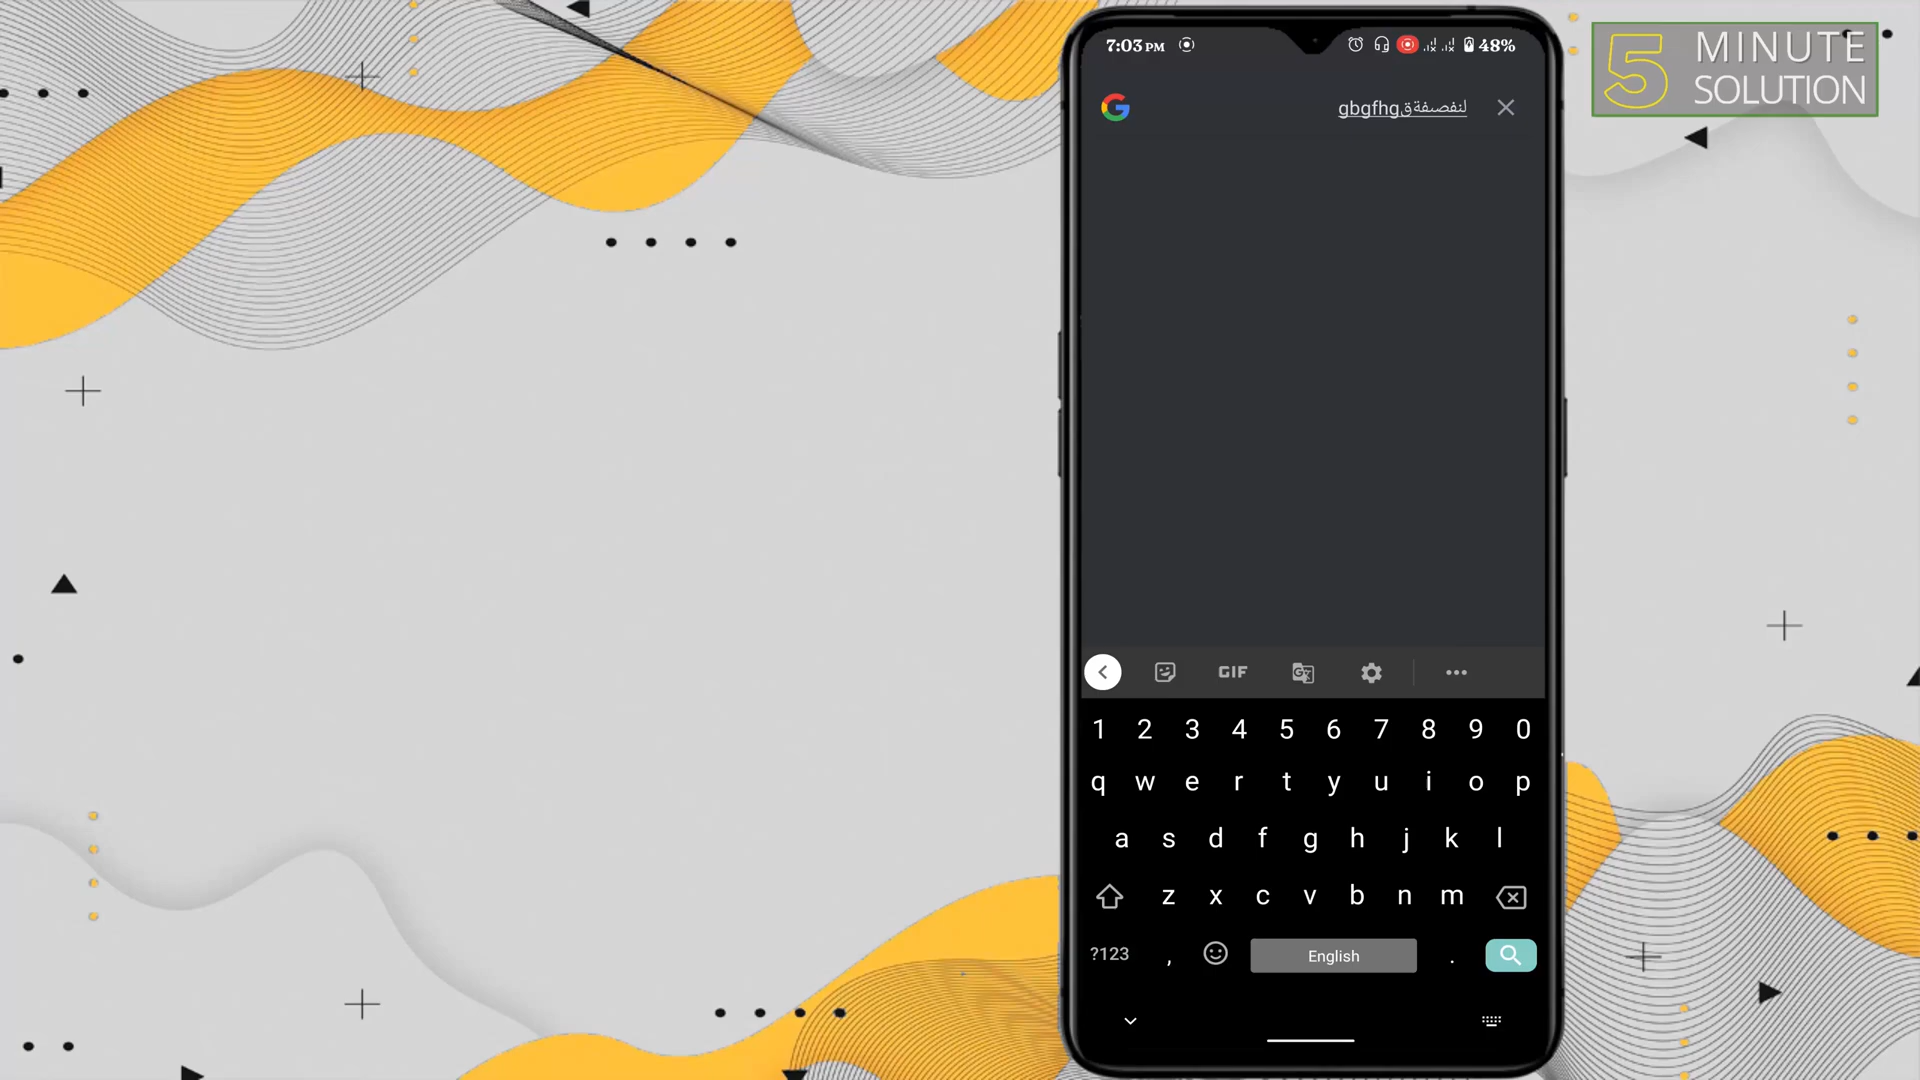 7:03 PM
48%
5 MINUTE
SOLUTION
لنفصفةقgbgfhg
GIF
1 2 3 4 5 6 7 8 9 0
q w e r t y u i o p
a s d f g h j k l
z x c v b n m
?123 , English .